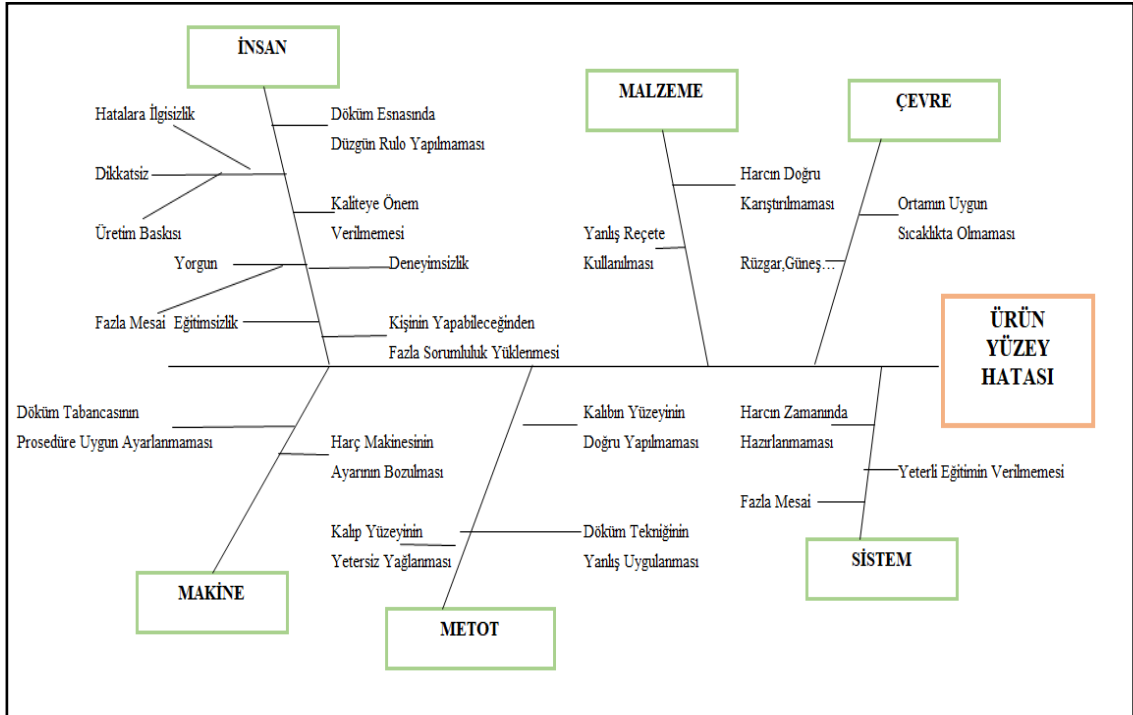 İNSAN
MALZEME
ÇEVRE
Hatalara İlgisizlik
Döküm Esnasında
Düzgün Rulo Yapılmaması
Dikkatsiz
Harcın Doğru
Karıştırılmaması
Kaliteye Önem
Verilmemesi
Ortamın Uygun
Sıcaklıkta Olmaması
Üretim Baskısı
Yanlış Reçete
Kullanılması
Yorgun
Deneyimsizlik
Rüzgar,Güneş…
Fazla Mesai
Eğitimsizlik
Kişinin Yapabileceğinden
Fazla Sorumluluk Yüklenmesi
ÜRÜN
YÜZEY
HATASI
Döküm Tabancasının
Prosedüre Uygun Ayarlanmaması
Harç Makinesinin
Ayarının Bozulması
Kalıbın Yüzeyinin
Doğru Yapılmaması
Harcın Zamanında
Hazırlanmaması
Yeterli Eğitimin Verilmemesi
Fazla Mesai
Kalıp Yüzeyinin
Yetersiz Yağlanması
Döküm Tekniğinin
Yanlış Uygulanması
MAKİNE
METOT
SİSTEM